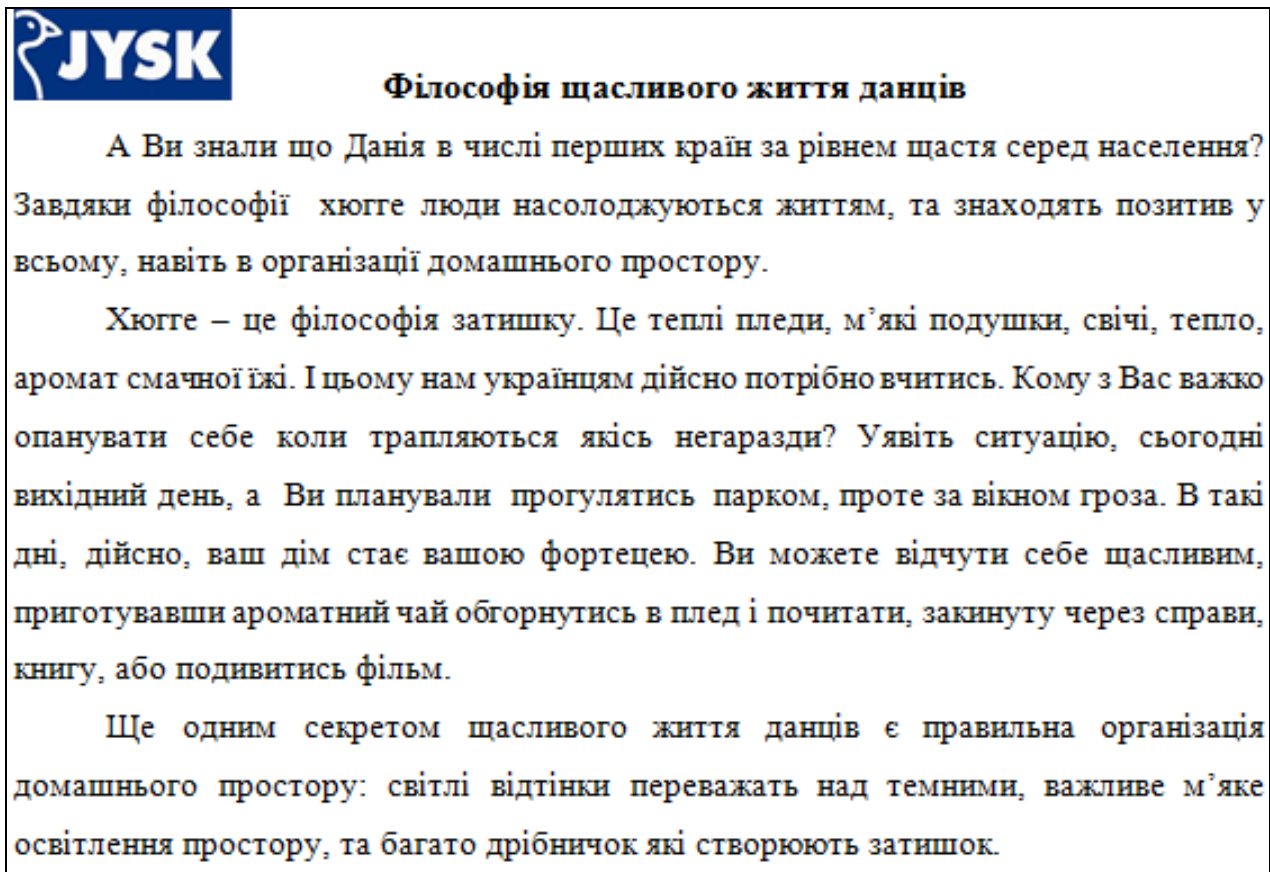 JYSK
Філософія щасливого життя данців
А Ви знали що Данія в числі перших країн за рівнем щастя серед населення?
Завдяки філософії хюгге люди насолоджуються життям, та знаходять позитив у
всьому, навіть в організації домашнього простору.
Хюгге – це філософія затишку. Це теплі пледи, м’які подушки, свічі, тепло,
аромат смачної їжі. І цьому нам українцям дійсно потрібно вчитись. Кому з Вас важко
опанувати себе коли трапляються якісь негаразди? Уявіть ситуацію, сьогодні
вихідний день, а Ви планували прогулятись парком, проте за вікном гроза. В такі
дні, дійсно, ваш дім стає вашою фортецею. Ви можете відчути себе щасливим,
приготувавши ароматний чай обгорнутись в плед і почитати, закинуту через справи,
книгу, або подивитись фільм.
Ще одним секретом щасливого життя данців є правильна організація
домашнього простору: світлі відтінки переважать над темними, важливе м’яке
освітлення простору, та багато дрібничок які створюють затишок.